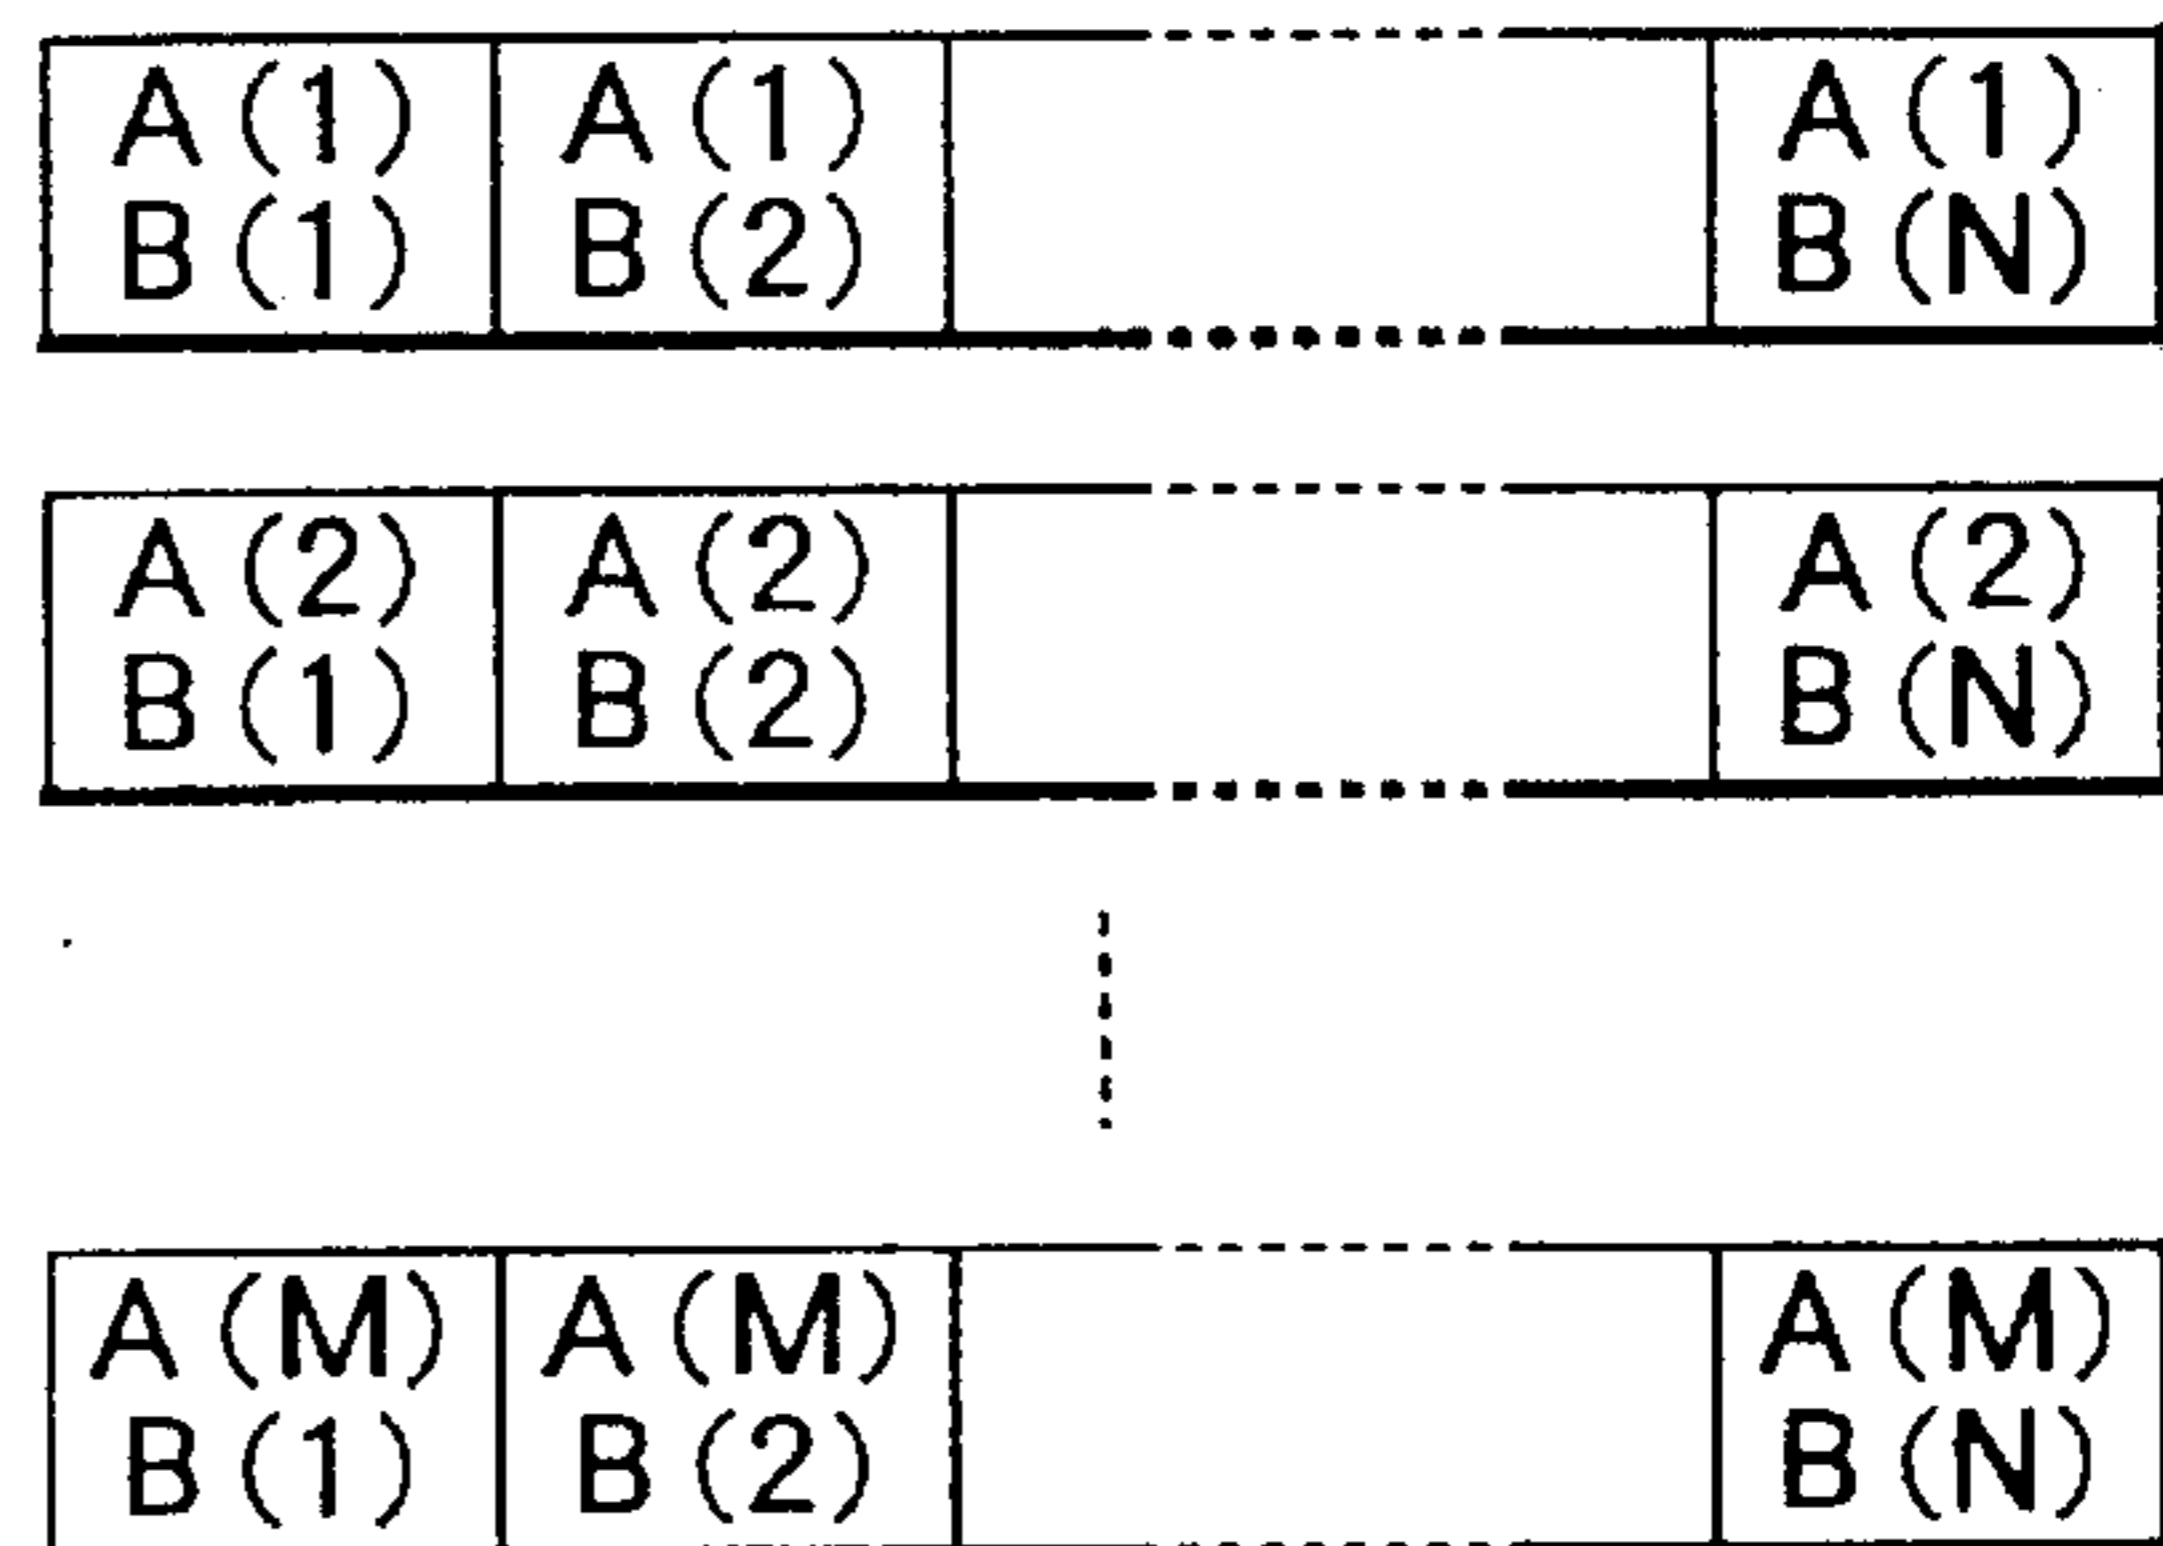 A(1) A(1) A(1)
B(1) B(2) B(N)
A(2) A(2) A(2)
B(1) B(2) B(N)
A(M) A(M) A(M)
B(1) B(2) B(N)